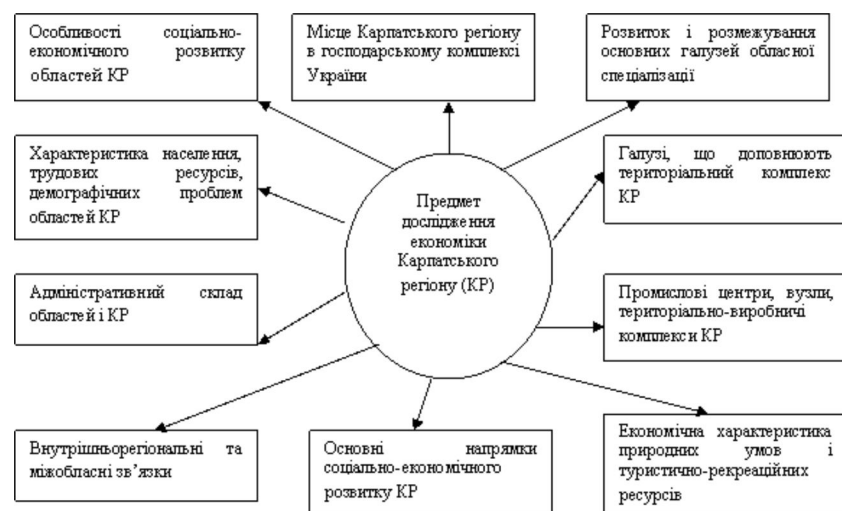 Особливості соціально-
економічного розвитку
областей КР
Місце Карпатського регіону
в господарському комплексі
України
Розвиток і розмежування
основних галузей обласної
спеціалізації
Характеристика населення,
трудових ресурсів,
демографічних проблем
областей КР
Предмет
дослідження
економіки
Карпатського
регіону (КР)
Галузі, що доповнюють
територіальний комплекс
КР
Адміністративний склад
областей і КР
Промислові центри, вузли,
територіально-виробничі
комплекси КР
Внутрішньорегіональні та
міжобласні зв’язки
Основні напрямки
соціально-економічного
розвитку КР
Економічна характеристика
природних умов і
туристично-рекреаційних
ресурсів